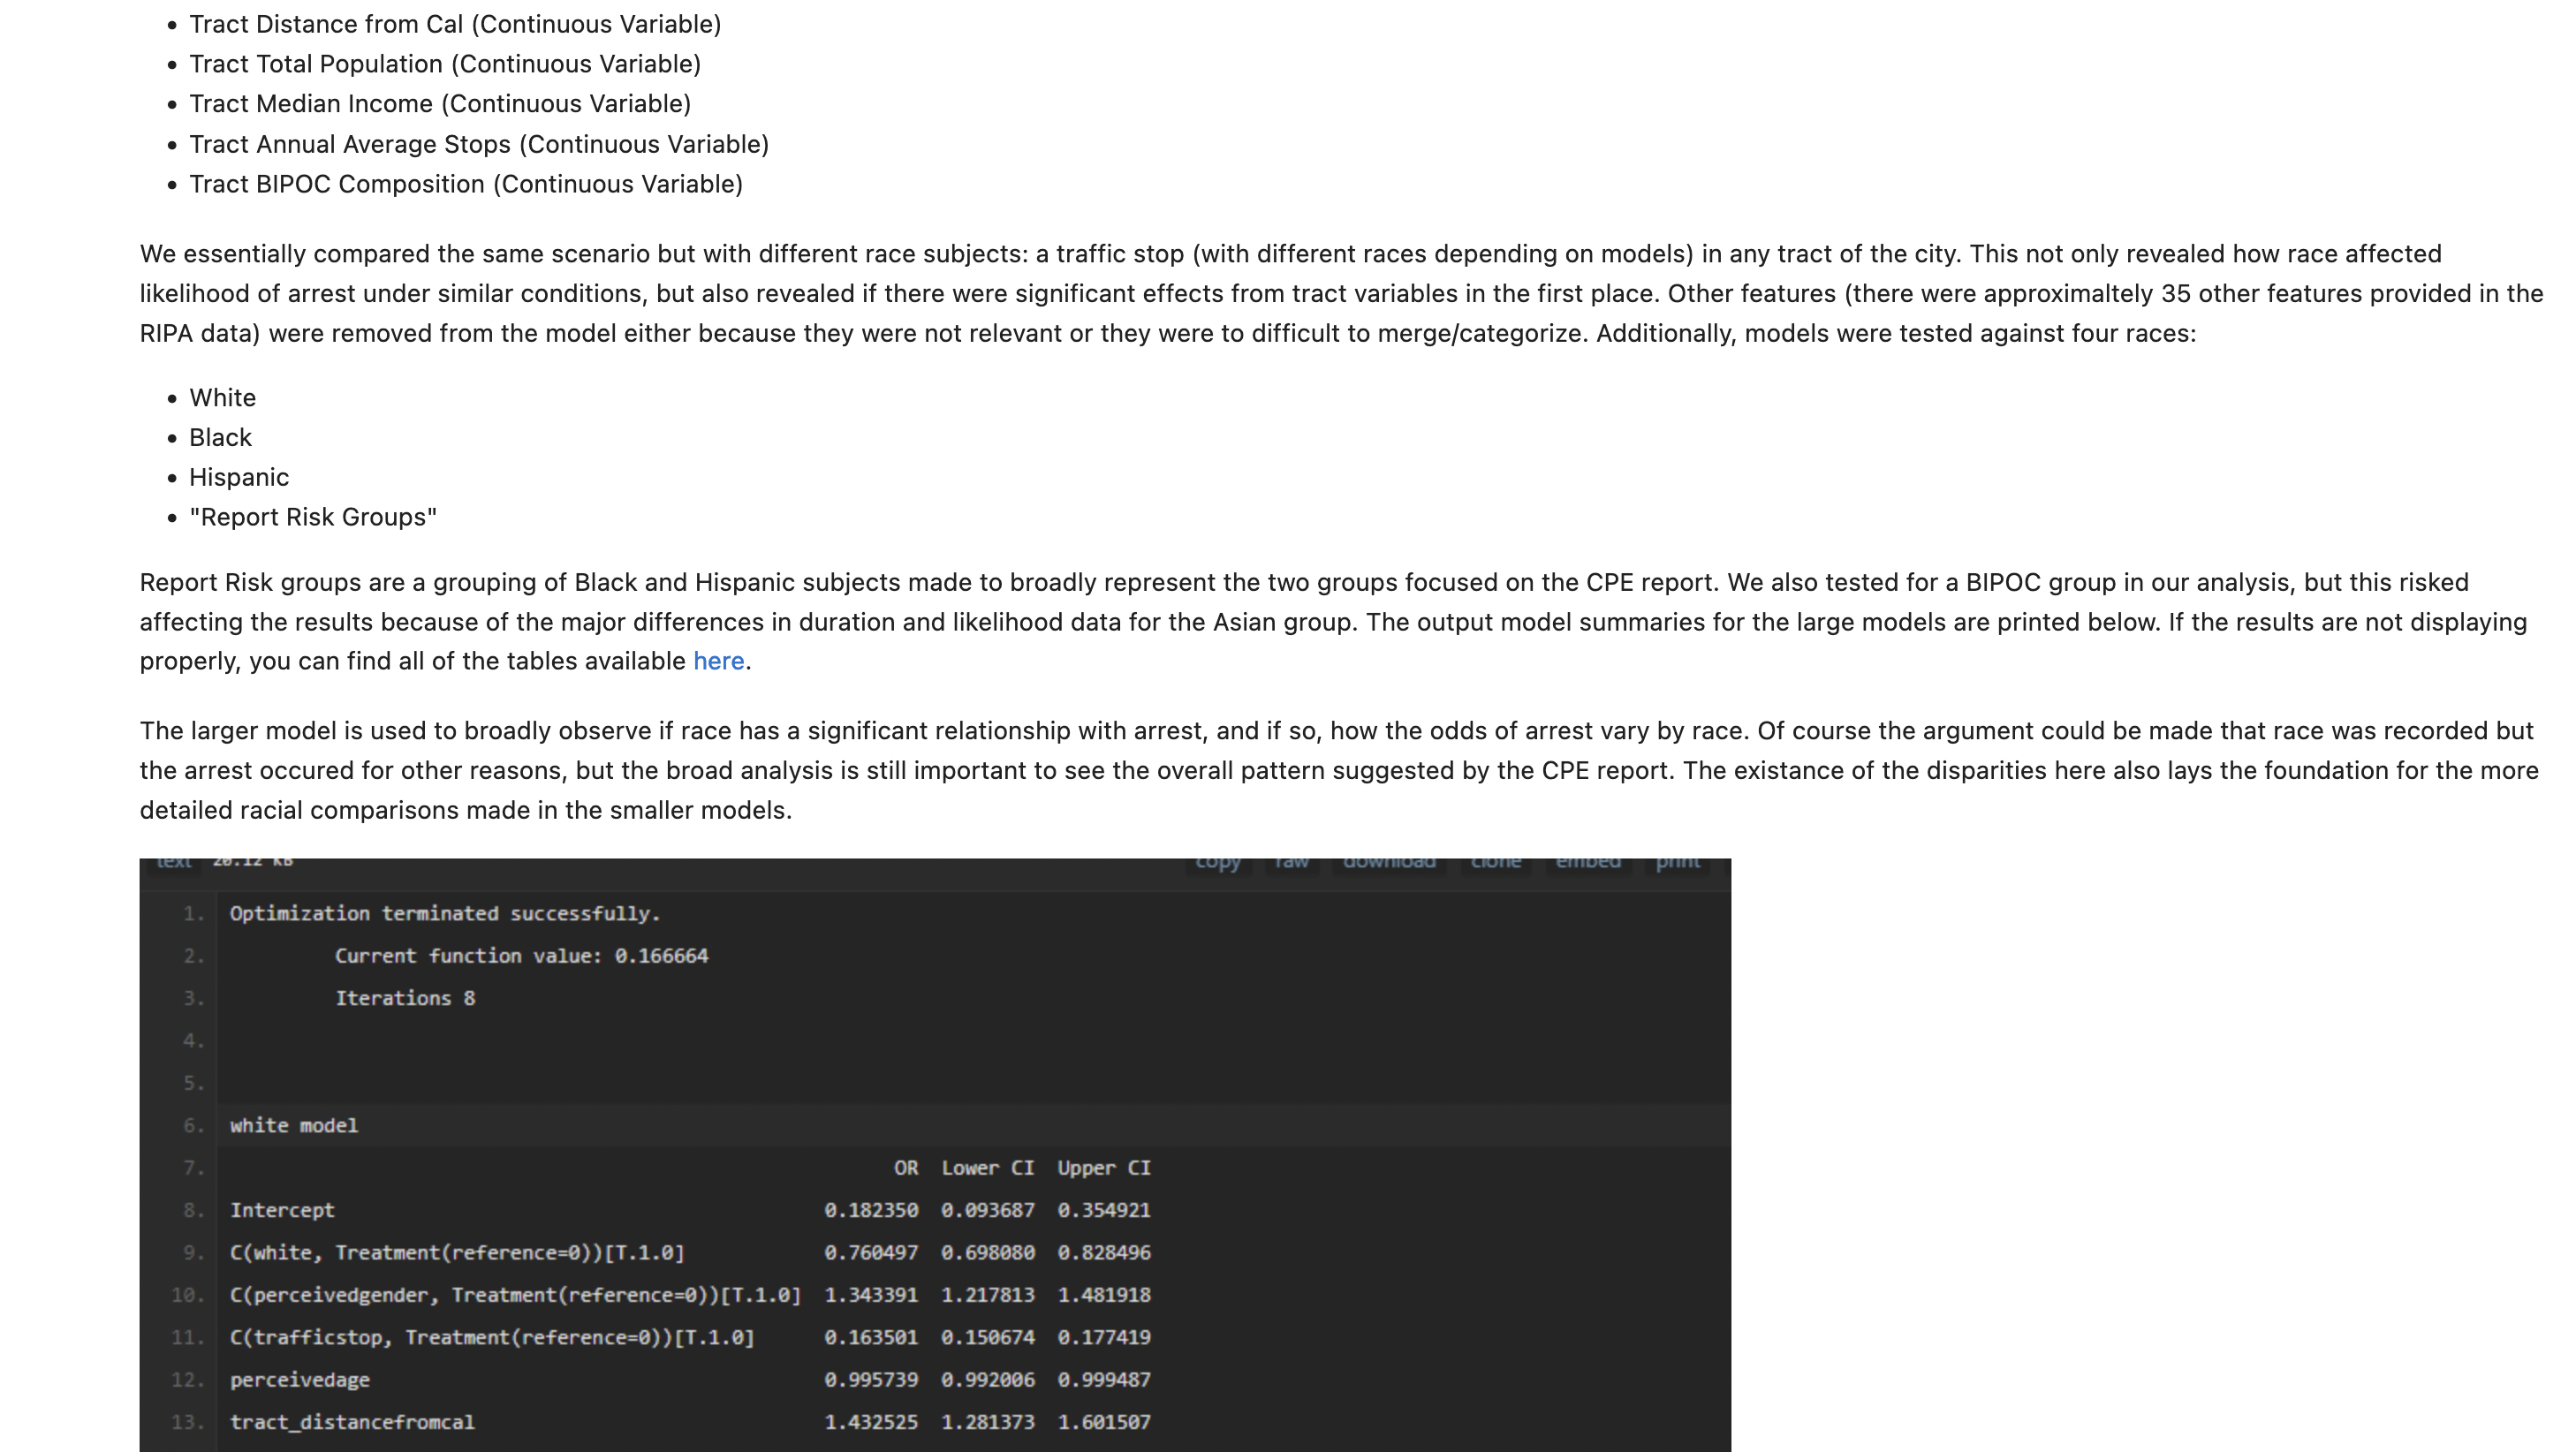 • Tract Distance from Cal (Continuous Variable)
• Tract Total Population (Continuous Variable)
• Tract Median Income (Continuous Variable)
• Tract Annual Average Stops (Continuous Variable)
• Tract BIPOC Composition (Continuous Variable)
We essentially compared the same scenario but with different race subjects: a traffic stop (with different races depending on models) in any tract of the city. This not only revealed how race affected
likelihood of arrest under similar conditions, but also revealed if there were significant effects from tract variables in the first place. Other features (there were approximaltely 35 other features provided in the
RIPA data) were removed from the model either because they were not relevant or they were to difficult to merge/categorize. Additionally, models were tested against four races:
• White
• Black
• Hispanic
• "Report Risk Groups"
Report Risk groups are a grouping of Black and Hispanic subjects made to broadly represent the two groups focused on the CPE report. We also tested for a BIPOC group in our analysis, but this risked
affecting the results because of the major differences in duration and likelihood data for the Asian group. The output model summaries for the large models are printed below. If the results are not displaying
properly, you can find all of the tables available here.
The larger model is used to broadly observe if race has a significant relationship with arrest, and if so, how the odds of arrest vary by race. Of course the argument could be made that race was recorded but
the arrest occured for other reasons, but the broad analysis is still important to see the overall pattern suggested by the CPE report. The existance of the disparities here also lays the foundation for the more
detailed racial comparisons made in the smaller models.
text 20.12 KB copy raw download clone embed print
1. Optimization terminated successfully.
2. Current function value: 0.166664
3. Iterations 8
4.
5.
6. white model
7. OR Lower CI Upper CI
8. Intercept 0.182350 0.093687 0.354921
9. C(white, Treatment(reference=0))[T.1.0] 0.760497 0.698080 0.828496
10. C(perceivedgender, Treatment(reference=0))[T.1.0] 1.343391 1.217813 1.481918
11. C(trafficstop, Treatment(reference=0))[T.1.0] 0.163501 0.150674 0.177419
12. perceivedage 0.995739 0.992006 0.999487
13. tract_distancefromcal 1.432525 1.281373 1.601507